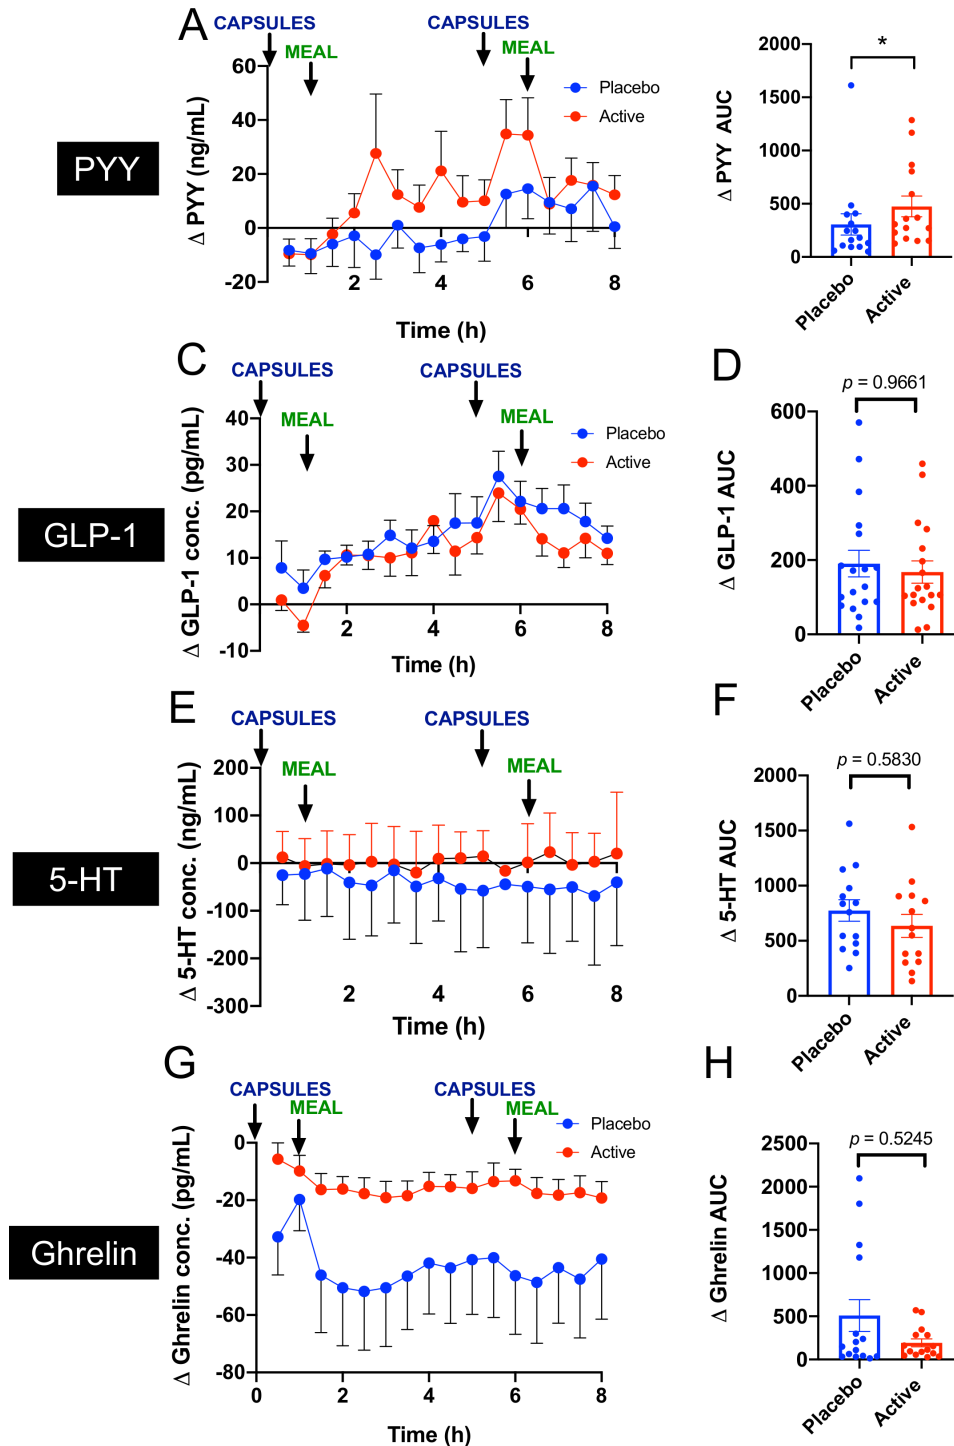 A
CAPSULES
MEAL
CAPSULES
MEAL
PYY
Δ PYY (ng/mL)
60
40
20
0
-20
2
4
6
8
Time (h)
Placebo
Active
Δ PYY AUC
2000
1500
1000
500
0
*
Placebo
Active
C
CAPSULES
MEAL
CAPSULES
MEAL
GLP-1
Δ GLP-1 conc. (pg/mL)
40
30
20
10
0
-10
2
4
6
8
Time (h)
Placebo
Active
D
p = 0.9661
Δ GLP-1 AUC
600
400
200
0
Placebo
Active
E
CAPSULES
MEAL
CAPSULES
MEAL
5-HT
Δ 5-HT conc. (ng/mL)
200
100
0
-100
-200
-300
2
4
6
8
Time (h)
F
p = 0.5830
Δ 5-HT AUC
2000
1500
1000
500
0
Placebo
Active
G
CAPSULES
MEAL
CAPSULES
MEAL
Ghrelin
Δ Ghrelin conc. (pg/mL)
0
-20
-40
-60
-80
0
2
4
6
8
Time (h)
Placebo
Active
H
p = 0.5245
Δ Ghrelin AUC
2500
2000
1500
1000
500
0
Placebo
Active